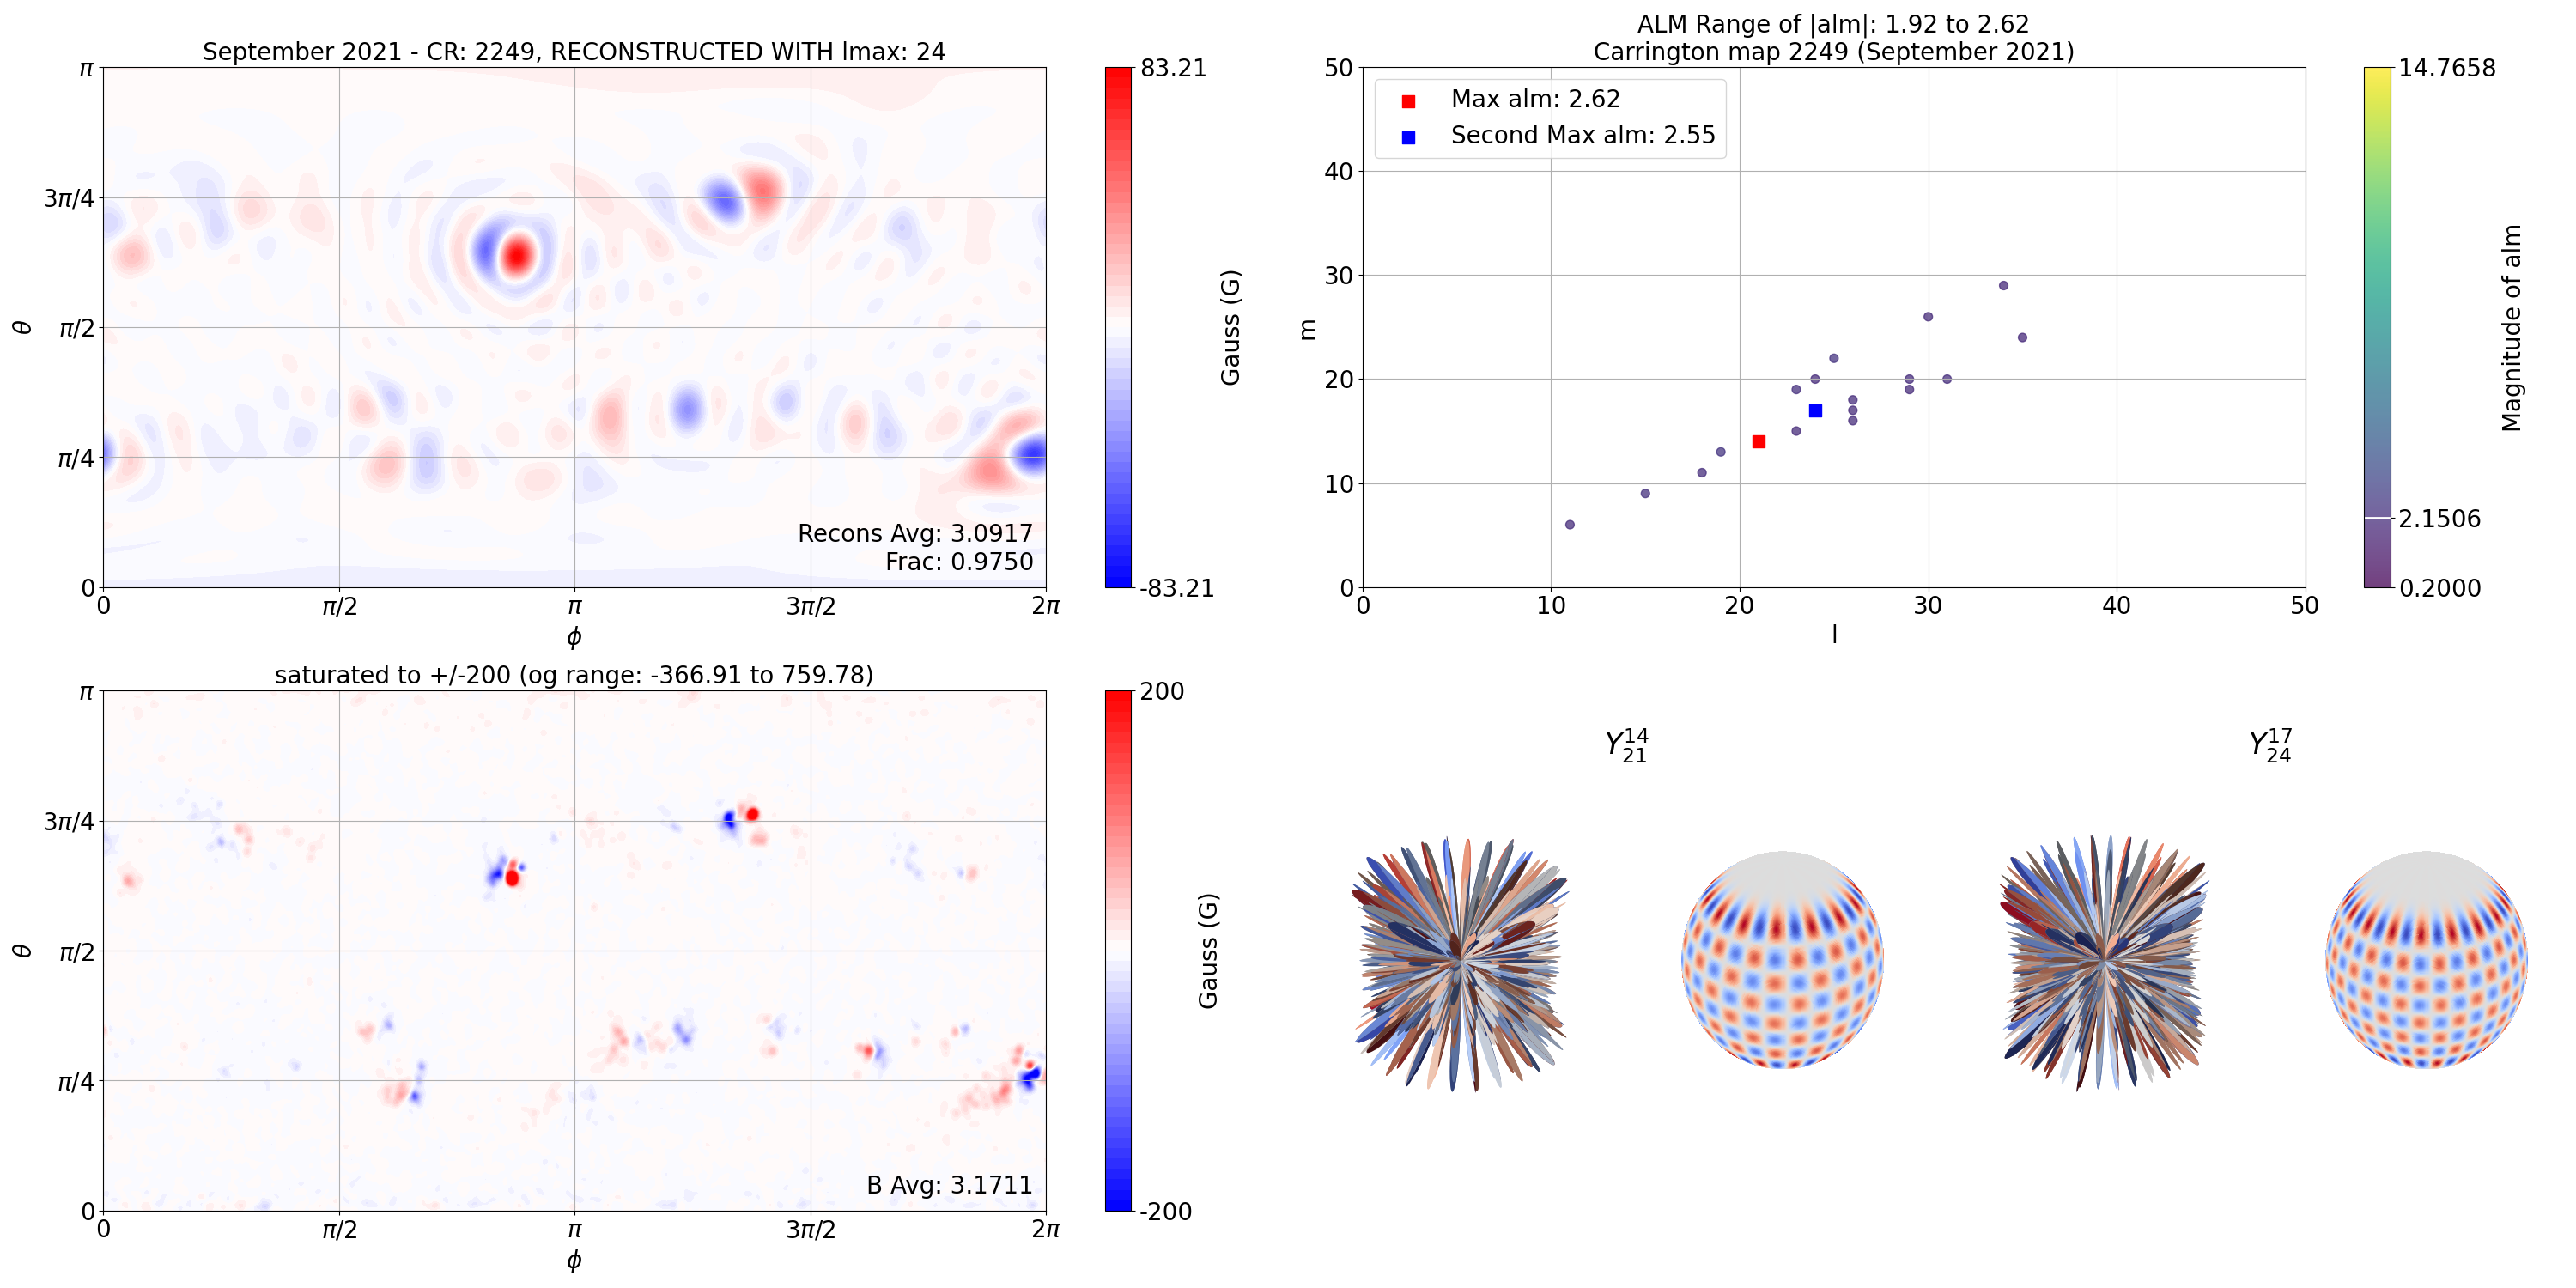 September 2021 - CR: 2249, RECONSTRUCTED WITH lmax: 24
π
3π/4
π/2
π/4
0
θ
0
π/2
π
3π/2
2π
ϕ
Recons Avg: 3.0917
Frac: 0.9750
83.21
-83.21
Gauss (G)
ALM Range of |alm|: 1.92 to 2.62
Carrington map 2249 (September 2021)
Max alm: 2.62
Second Max alm: 2.55
50
40
30
20
10
0
m
0
10
20
30
40
50
l
14.7658
2.1506
0.2000
Magnitude of alm
saturated to +/-200 (og range: -366.91 to 759.78)
π
3π/4
π/2
π/4
0
θ
0
π/2
π
3π/2
2π
ϕ
B Avg: 3.1711
200
-200
Gauss (G)
Y₂₁¹⁴
Y₂₄¹⁷